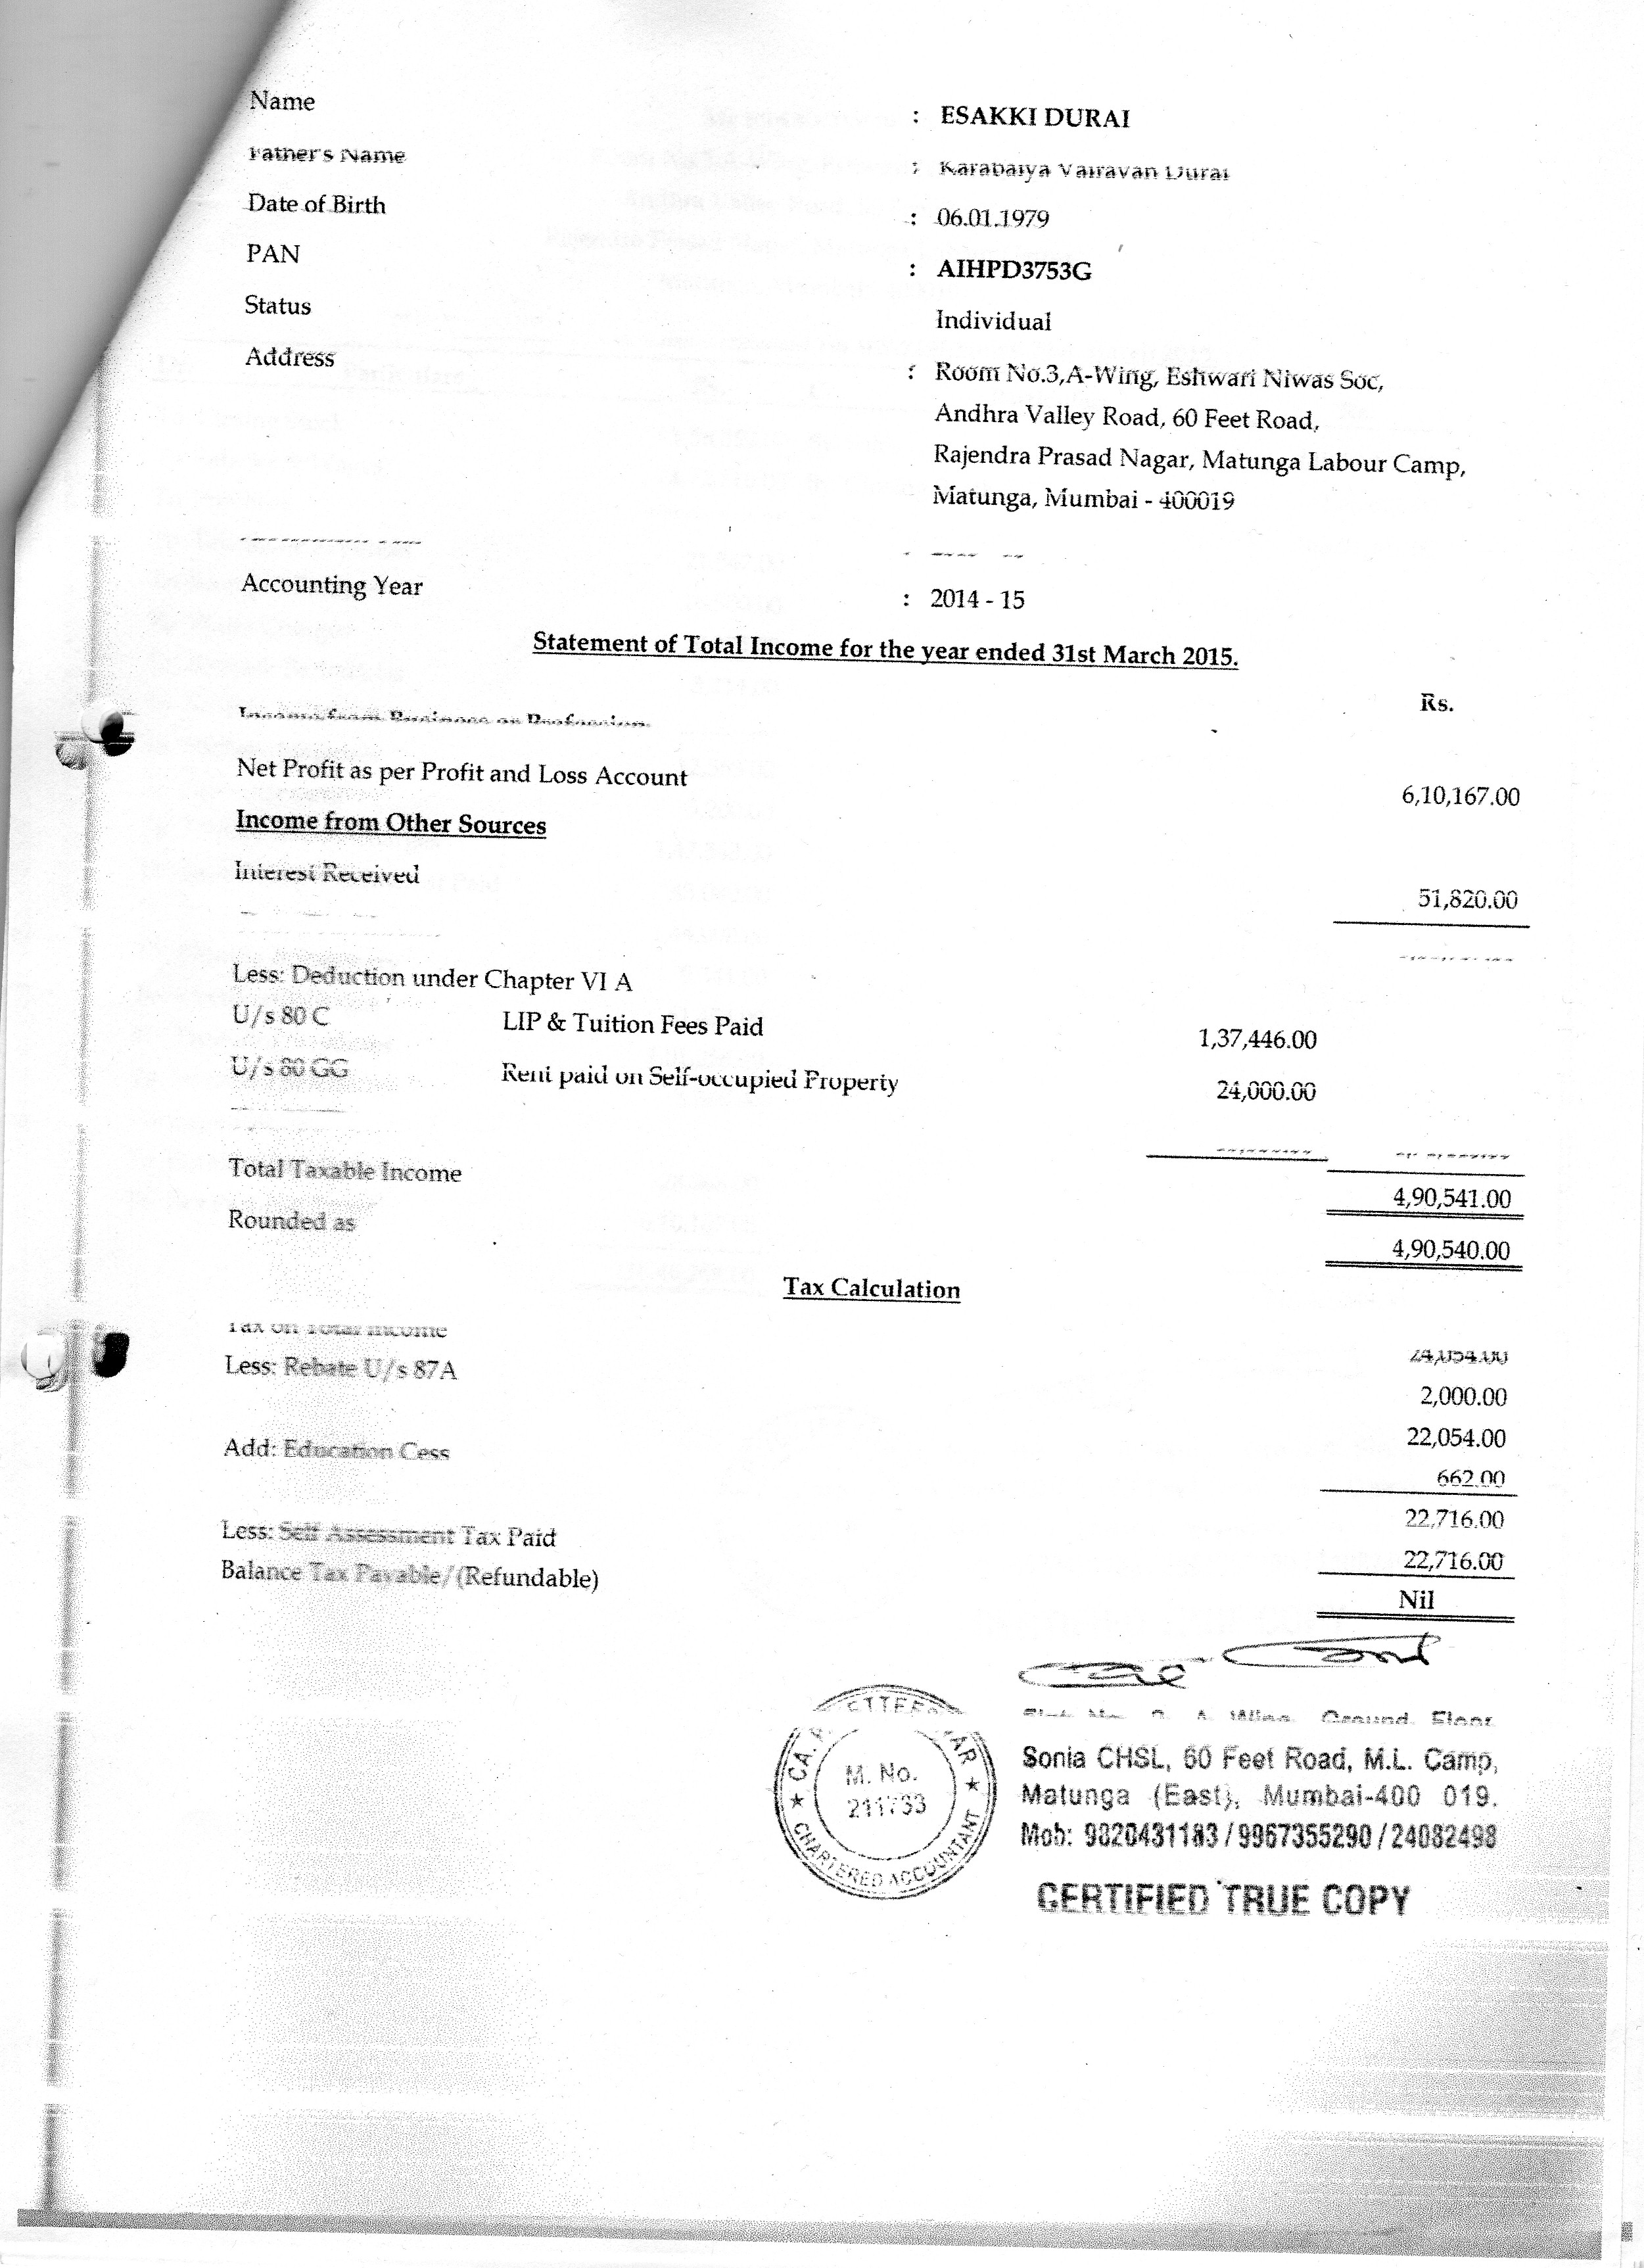 Name : ESAKKI DURAI
Father's Name : Karabaiya Vairavan Durai
Date of Birth : 06.01.1979
PAN : AIHPD3753G
Status Individual
Address : Room No.3,A-Wing, Eshwari Niwas Soc,
Andhra Valley Road, 60 Feet Road,
Rajendra Prasad Nagar, Matunga Labour Camp,
Matunga, Mumbai - 400019
Accounting Year : 2014 - 15
Statement of Total Income for the year ended 31st March 2015.
Rs.
Income from Business or Profession
Net Profit as per Profit and Loss Account 6,10,167.00
Income from Other Sources
Interest Received 51,820.00
Less: Deduction under Chapter VI A
U/s 80 C LIP & Tuition Fees Paid 1,37,446.00
U/s 80 GG Rent paid on Self-occupied Property 24,000.00
Total Taxable Income 4,90,541.00
Rounded as 4,90,540.00
Tax Calculation
Tax on Total Income 24,054.00
Less: Rebate U/s 87A 2,000.00
22,054.00
Add: Education Cess 662.00
22,716.00
Less: Self Assessment Tax Paid 22,716.00
Balance Tax Payable/(Refundable) Nil
A Wing, Ground Floor
Sonia CHSL, 60 Feet Road, M.L. Camp,
Matunga (East), Mumbai-400 019.
Mob: 9820431183 / 9967355290 / 24082498
CA.
M. No.
211733
★ CHARTERED ACCOUNTANT ★
CERTIFIED TRUE COPY